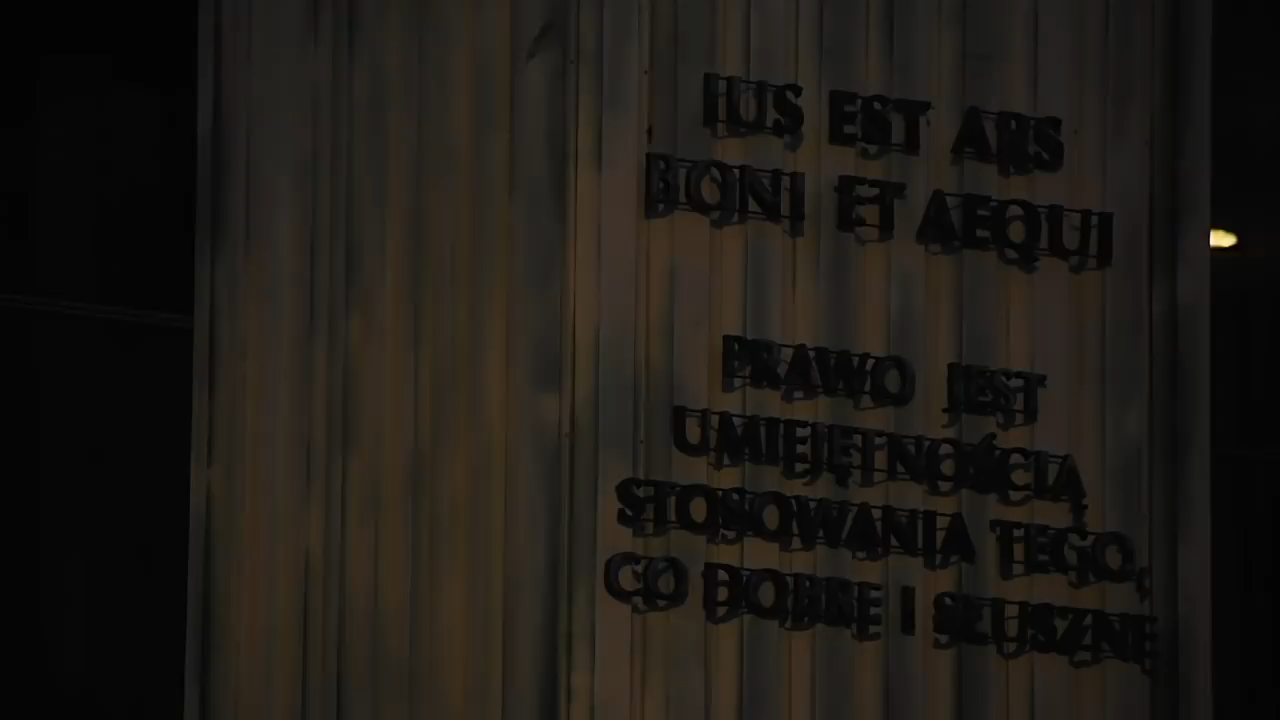 IUS EST ARS
BONI ET AEQUI
PRAWO JEST
UMIEJĘTNOŚCIĄ
STOSOWANIA TEGO,
CO DOBRE I SŁUSZNE